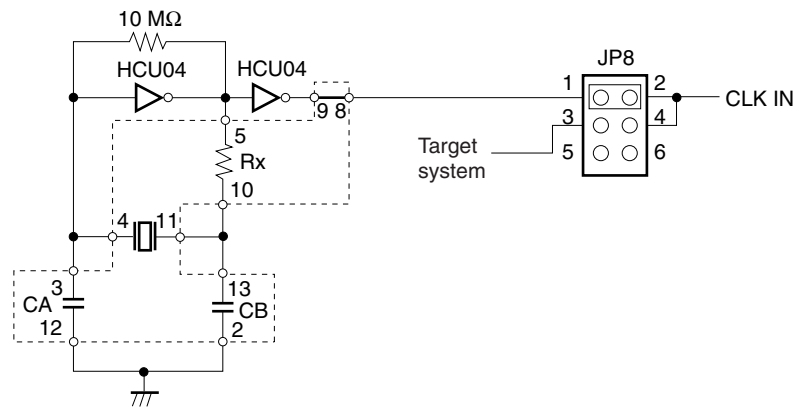 10 MΩ
HCU04
HCU04
JP8
1
2
CLK IN
9 8
3
4
5
Rx
Target
system
5
6
10
4
11
3
CA
12
13
CB
2